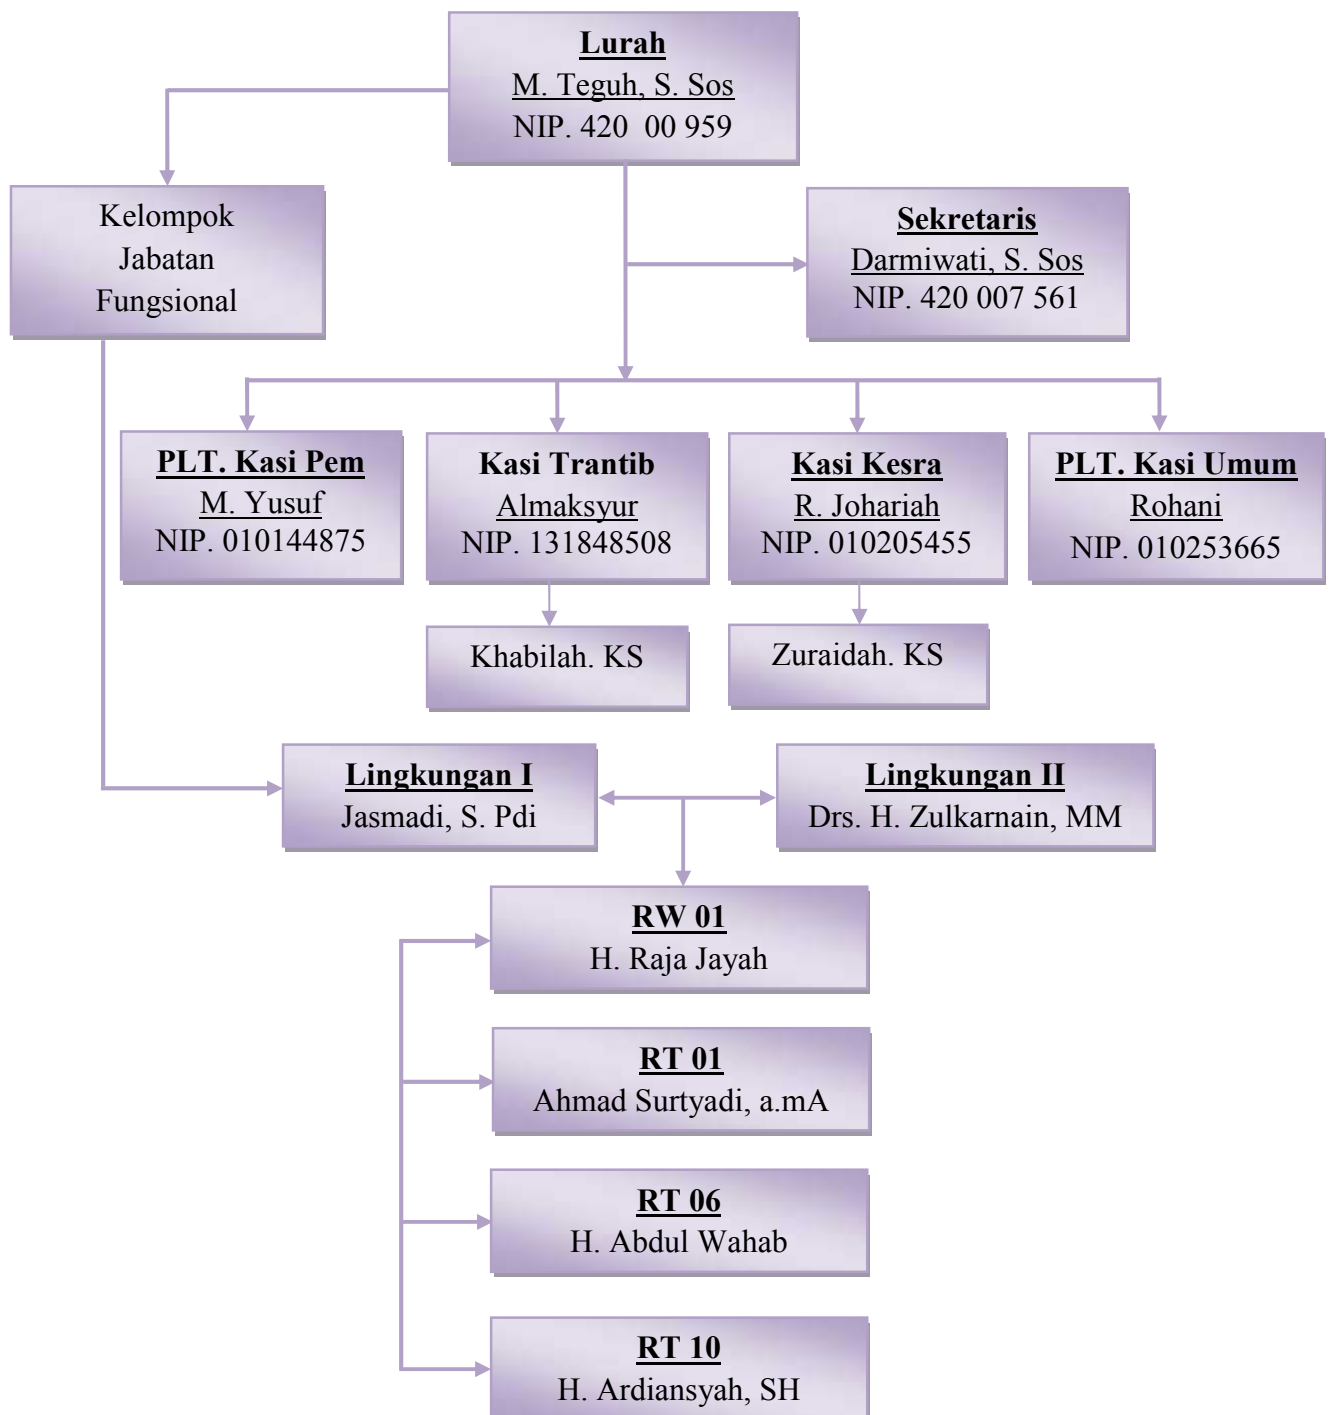 Lurah
M. Teguh, S. Sos
NIP. 420  00 959
Kelompok
Jabatan
Fungsional
Sekretaris
Darmiwati, S. Sos
NIP. 420 007 561
PLT. Kasi Pem
M. Yusuf
NIP. 010144875
Kasi Trantib
Almaksyur
NIP. 131848508
Kasi Kesra
R. Johariah
NIP. 010205455
PLT. Kasi Umum
Rohani
NIP. 010253665
Khabilah. KS
Zuraidah. KS
Lingkungan I
Jasmadi, S. Pdi
Lingkungan II
Drs. H. Zulkarnain, MM
RW 01
H. Raja Jayah
RT 01
Ahmad Surtyadi, a.mA
RT 06
H. Abdul Wahab
RT 10
H. Ardiansyah, SH